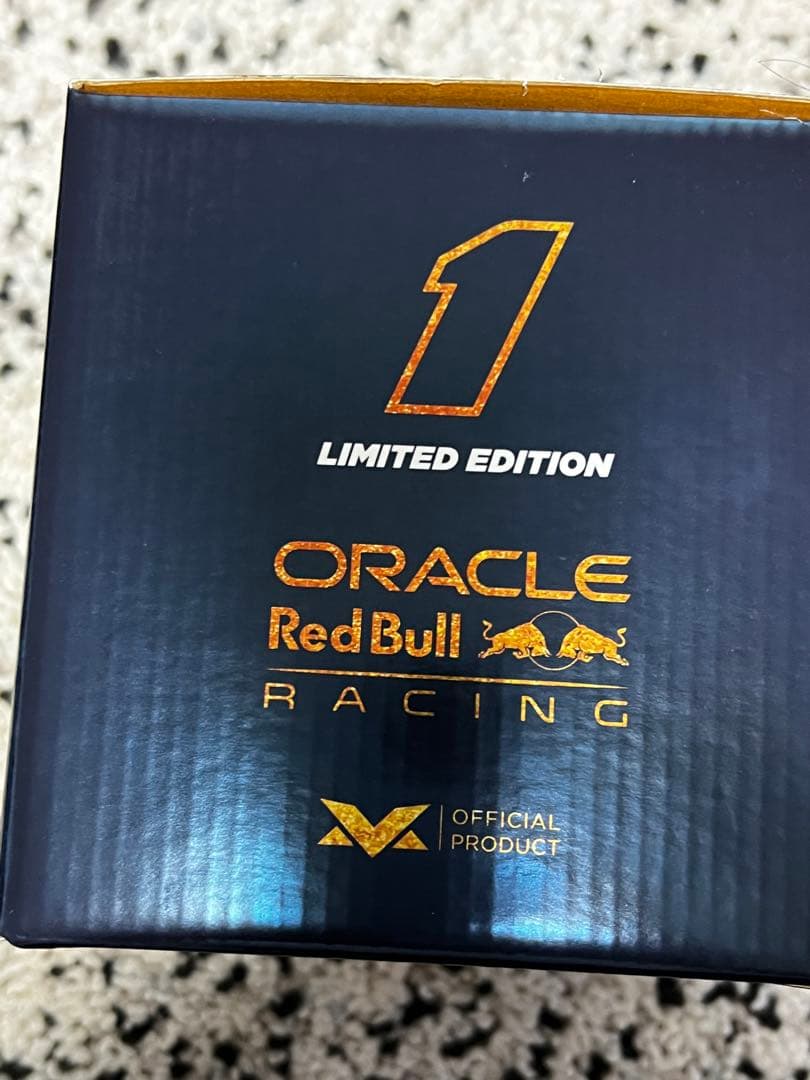 1
LIMITED EDITION
ORACLE
Red Bull
RACING
OFFICIAL
PRODUCT